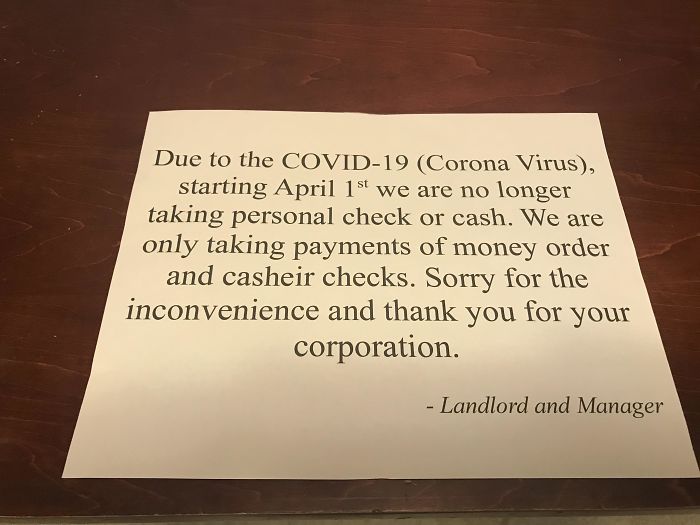 Due to the COVID-19 (Corona Virus),
starting April 1st we are no longer
taking personal check or cash. We are
only taking payments of money order
and casheir checks. Sorry for the
inconvenience and thank you for your
corporation.
- Landlord and Manager